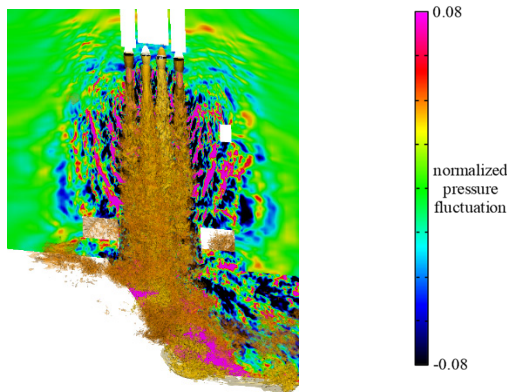 0.08
normalized
pressure
fluctuation
-0.08